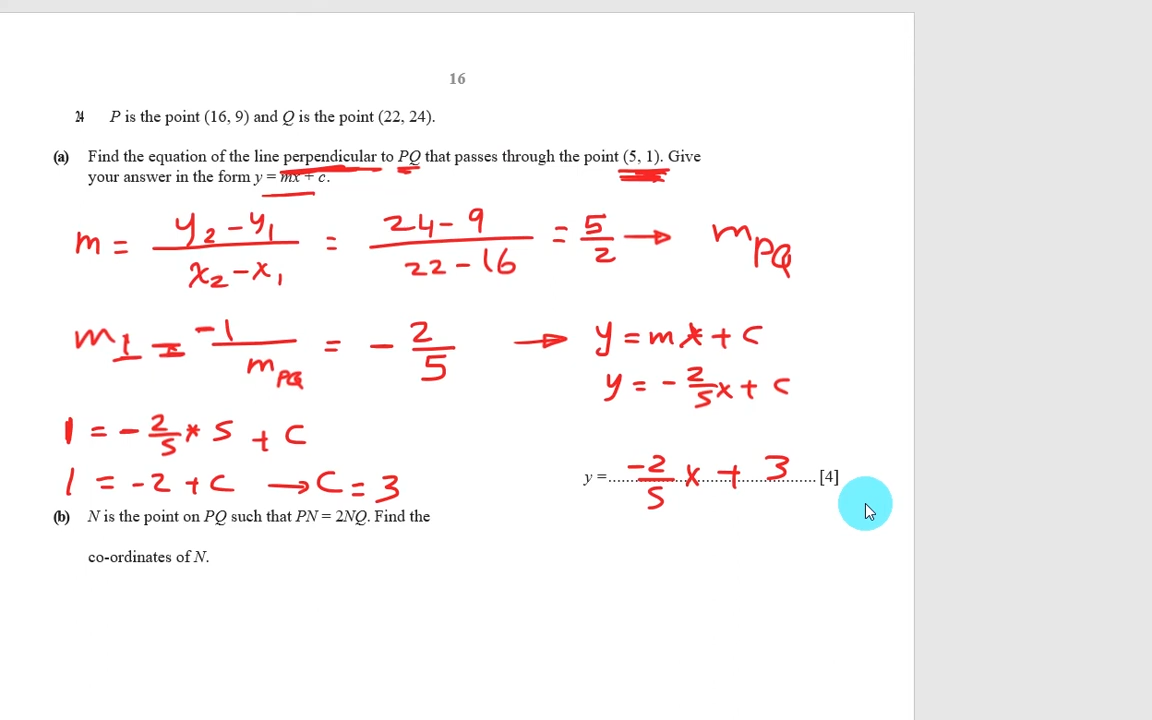 16
24 P is the point (16, 9) and Q is the point (22, 24).
(a) Find the equation of the line perpendicular to PQ that passes through the point (5, 1). Give
your answer in the form y = mx + c.
m = (y₂ - y₁)/(x₂ - x₁) = (24 - 9)/(22 - 16) = 5/2 → m_PQ
m⊥ = -1/m_PQ = - 2/5 → y = mx + c
y = - 2/5 x + c
1 = - 2/5 * 5 + c
1 = -2 + c → c = 3
y = -2/5 x + 3 [4]
(b) N is the point on PQ such that PN = 2NQ. Find the
co-ordinates of N.